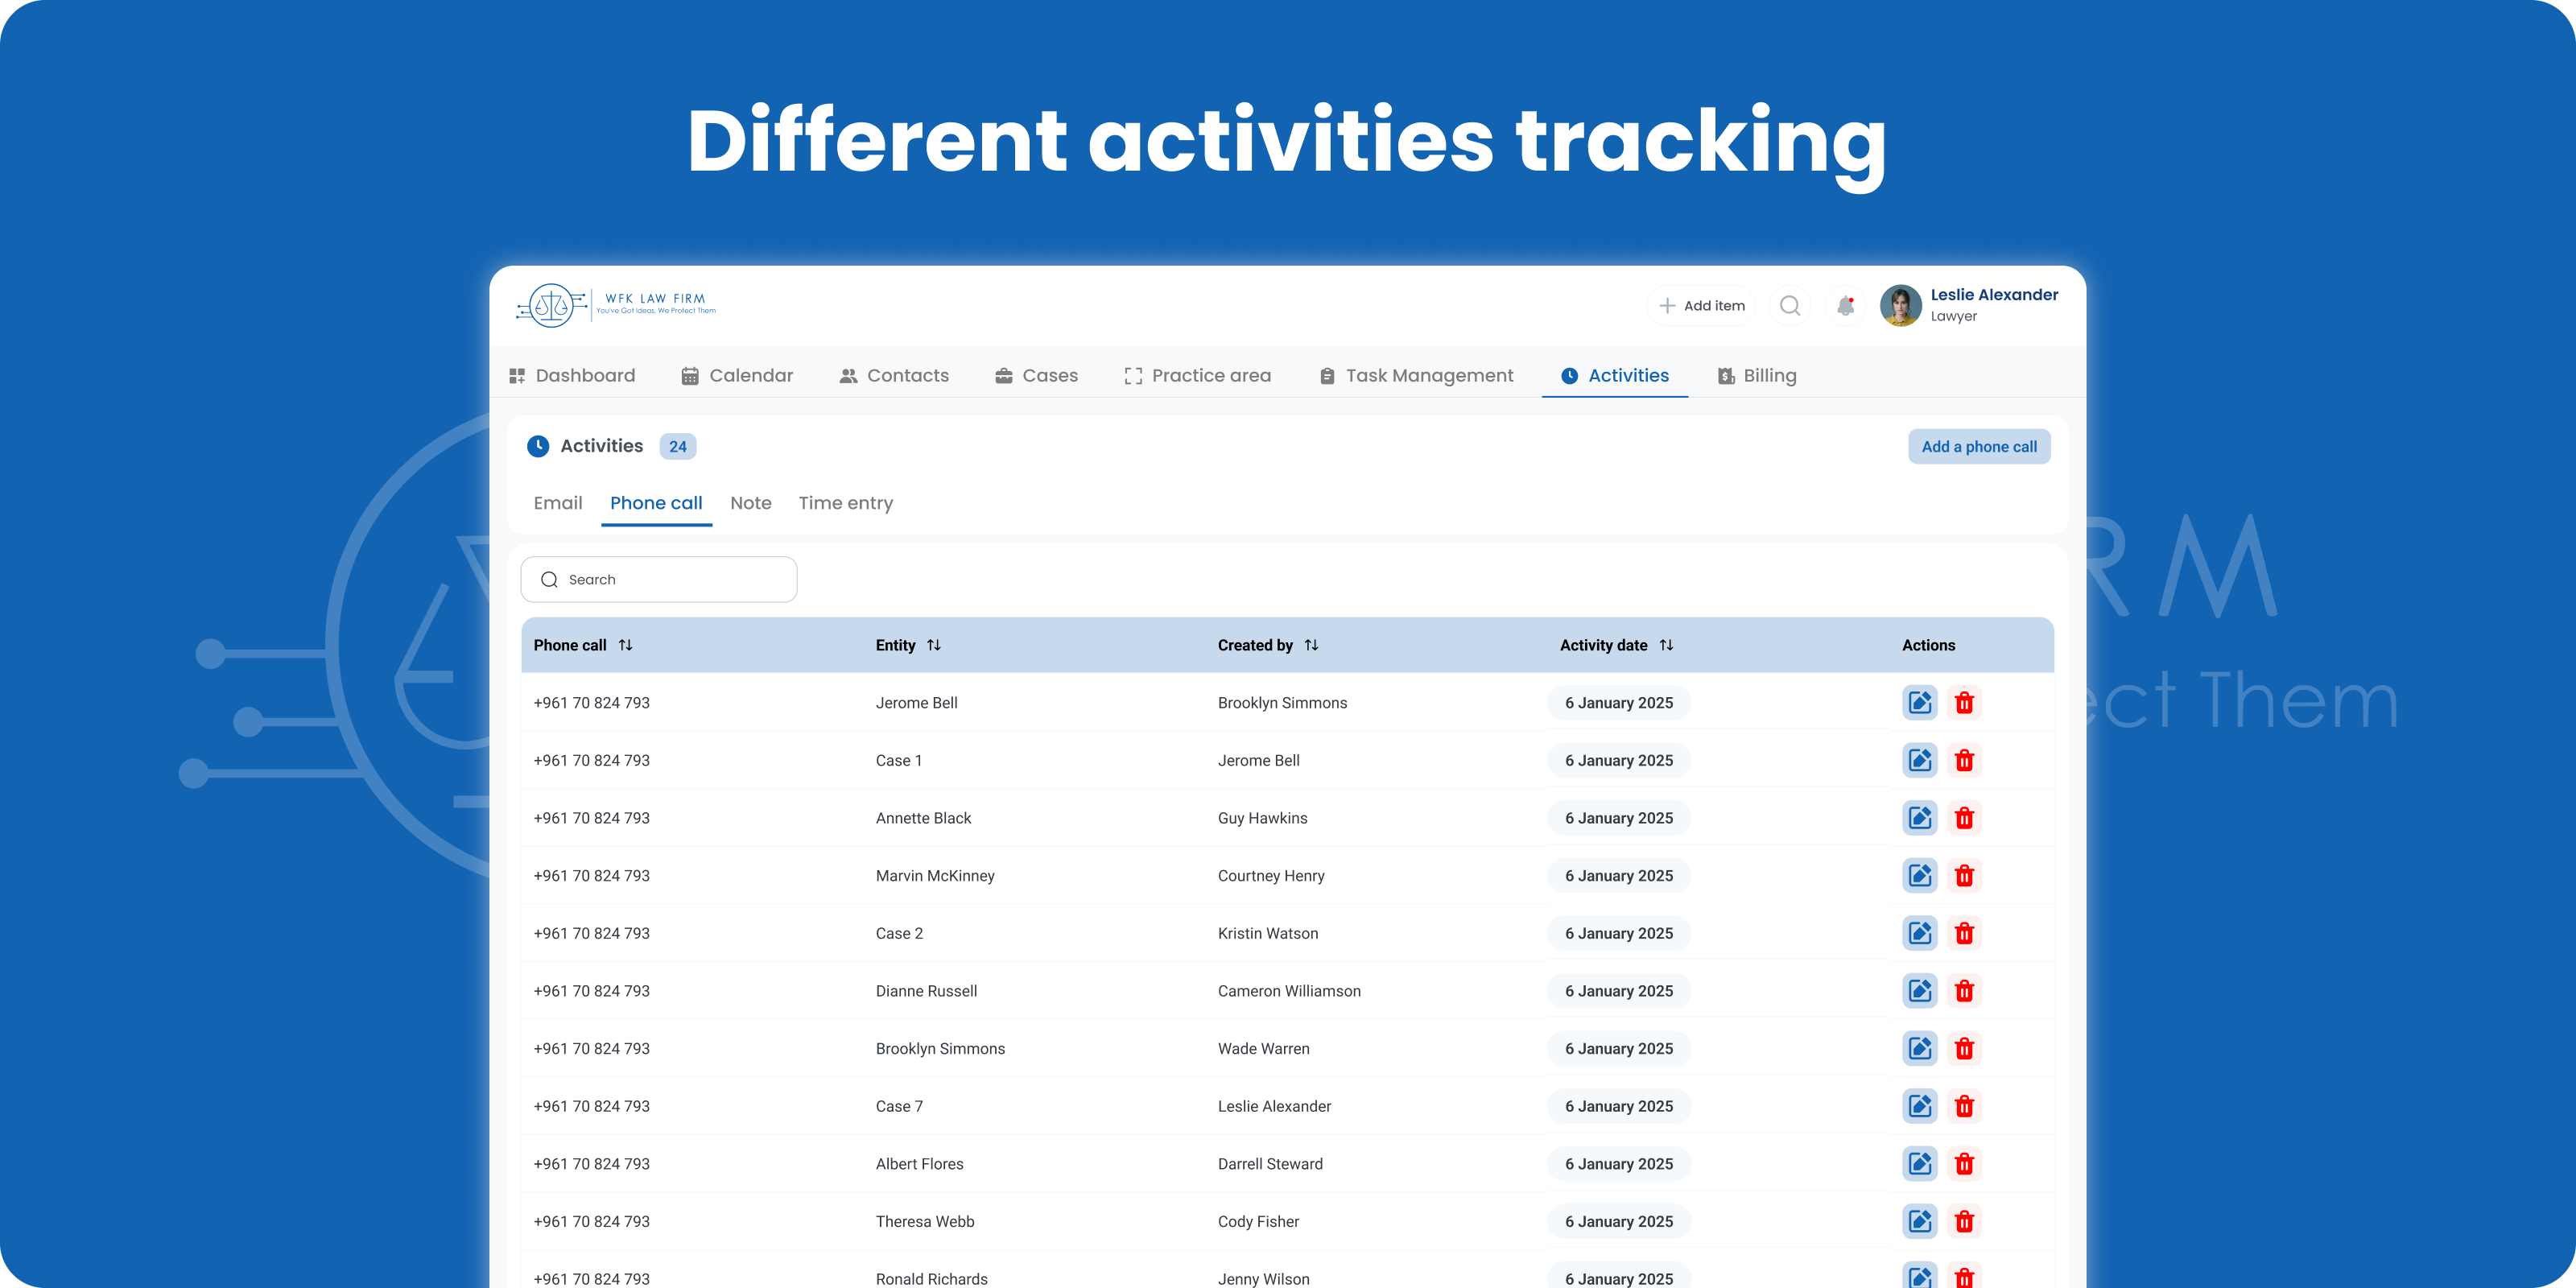 Different activities tracking
WFK LAW FIRM
You've Got Ideas, We Protect Them
Add item
Leslie Alexander
Lawyer
Dashboard Calendar Contacts Cases Practice area Task Management Activities Billing
Activities 24 Add a phone call
Email Phone call Note Time entry
Search
RM
ect Them
Phone call Entity Created by Activity date Actions
+961 70 824 793 Jerome Bell Brooklyn Simmons 6 January 2025
+961 70 824 793 Case 1 Jerome Bell 6 January 2025
+961 70 824 793 Annette Black Guy Hawkins 6 January 2025
+961 70 824 793 Marvin McKinney Courtney Henry 6 January 2025
+961 70 824 793 Case 2 Kristin Watson 6 January 2025
+961 70 824 793 Dianne Russell Cameron Williamson 6 January 2025
+961 70 824 793 Brooklyn Simmons Wade Warren 6 January 2025
+961 70 824 793 Case 7 Leslie Alexander 6 January 2025
+961 70 824 793 Albert Flores Darrell Steward 6 January 2025
+961 70 824 793 Theresa Webb Cody Fisher 6 January 2025
+961 70 824 793 Ronald Richards Jenny Wilson 6 January 2025